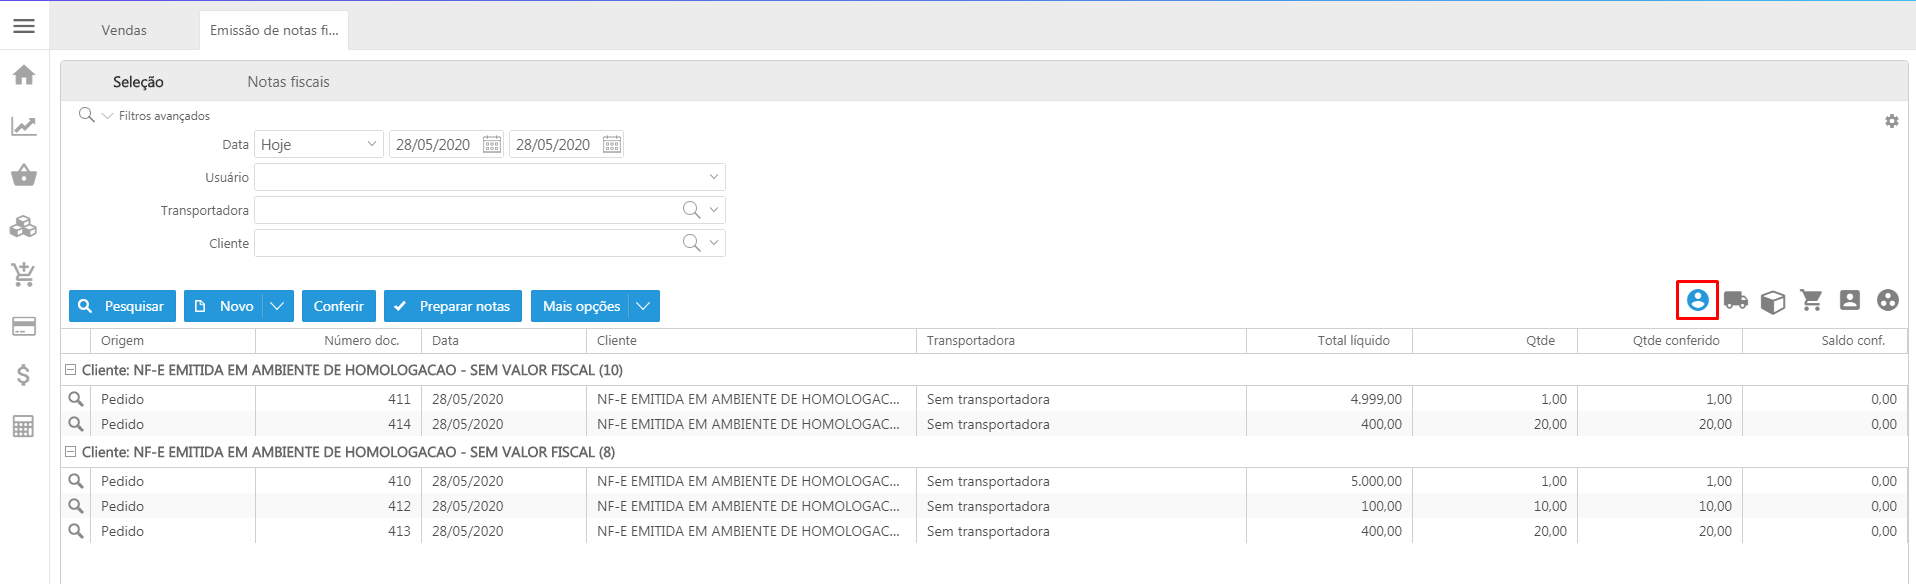 Vendas
Emissão de notas fi...
Seleção
Notas fiscais
Filtros avançados
Data Hoje 28/05/2020 28/05/2020
Usuário
Transportadora
Cliente
Pesquisar Novo Conferir Preparar notas Mais opções
Origem Número doc. Data Cliente Transportadora Total líquido Qtde Qtde conferido Saldo conf.
Cliente: NF-E EMITIDA EM AMBIENTE DE HOMOLOGACAO - SEM VALOR FISCAL (10)
Pedido 411 28/05/2020 NF-E EMITIDA EM AMBIENTE DE HOMOLOGAC... Sem transportadora 4.999,00 1,00 1,00 0,00
Pedido 414 28/05/2020 NF-E EMITIDA EM AMBIENTE DE HOMOLOGAC... Sem transportadora 400,00 20,00 20,00 0,00
Cliente: NF-E EMITIDA EM AMBIENTE DE HOMOLOGACAO - SEM VALOR FISCAL (8)
Pedido 410 28/05/2020 NF-E EMITIDA EM AMBIENTE DE HOMOLOGAC... Sem transportadora 5.000,00 1,00 1,00 0,00
Pedido 412 28/05/2020 NF-E EMITIDA EM AMBIENTE DE HOMOLOGAC... Sem transportadora 100,00 10,00 10,00 0,00
Pedido 413 28/05/2020 NF-E EMITIDA EM AMBIENTE DE HOMOLOGAC... Sem transportadora 400,00 20,00 20,00 0,00